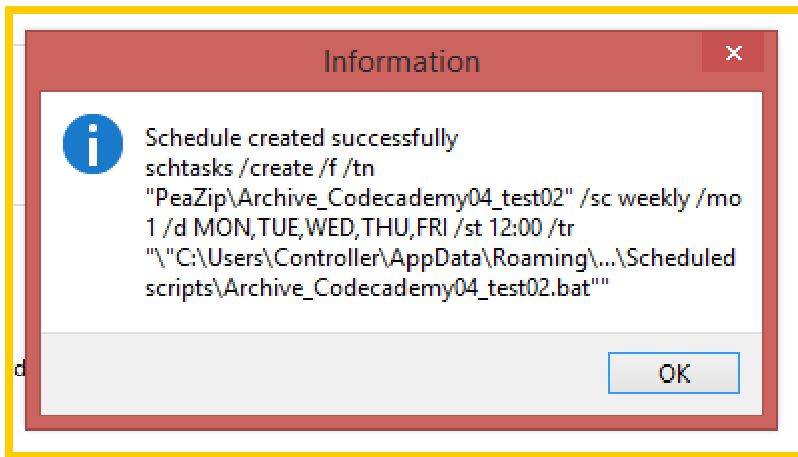 Information
Schedule created successfully
schtasks /create /f /tn
"PeaZip\Archive_Codecademy04_test02" /sc weekly /mo
1 /d MON,TUE,WED,THU,FRI /st 12:00 /tr
"\"C:\Users\Controller\AppData\Roaming\...\Scheduled
scripts\Archive_Codecademy04_test02.bat""
d
OK